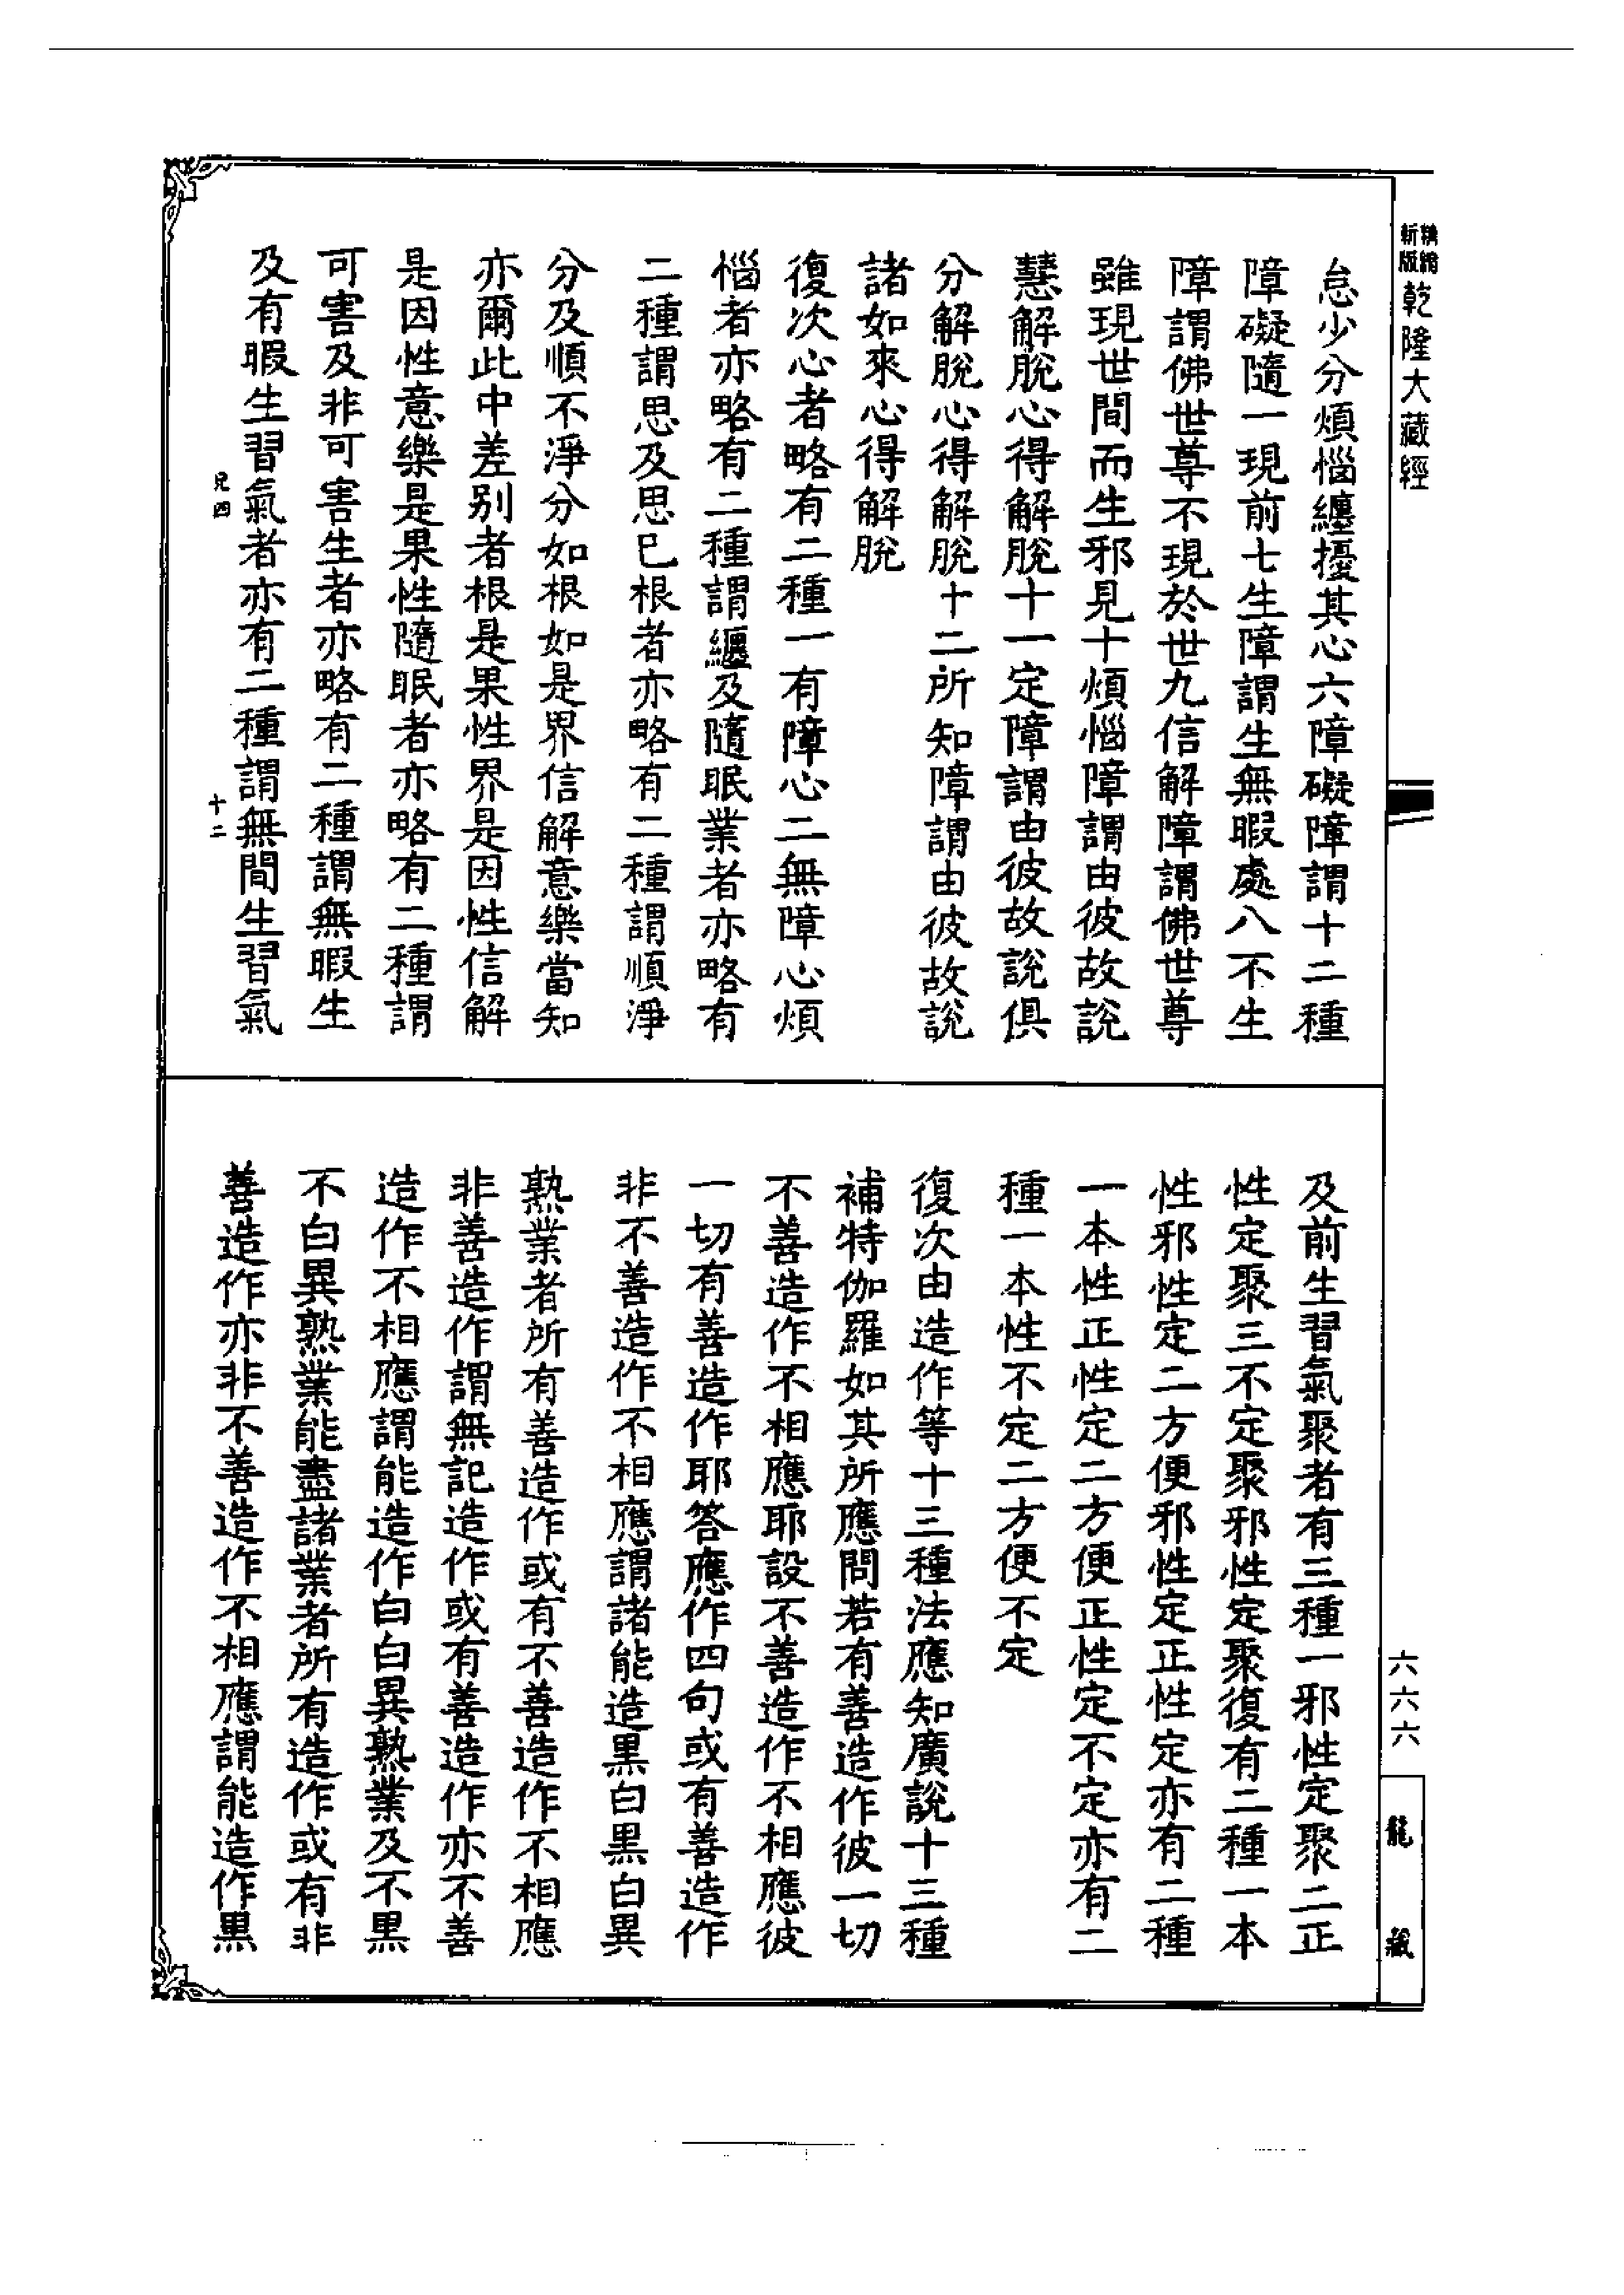 精繕
新版
乾隆大藏經
怠少分煩惱纏擾其心六障礙障謂十二種
障礙隨一現前七生障謂生無暇處八不生
障謂佛世尊不現於世九信解障謂佛世尊
雖現世間而生邪見十煩惱障謂由彼故說
慧解脫心得解脫十一定障謂由彼故說俱
分解脫心得解脫十二所知障謂由彼故說
諸如來心得解脫
復次心者略有二種一有障心二無障心煩
惱者亦略有二種謂纏及隨眠業者亦略有
二種謂思及思已根者亦略有二種謂順淨
分及順不淨分如根如是界信解意樂當知
亦爾此中差別者根是果性界是因性信解
是因性意樂是果性隨眠者亦略有二種謂
可害及非可害生者亦略有二種謂無暇生
及有暇生習氣者亦有二種謂無間生習氣
兒四
十二
及前生習氣聚者有三種一邪性定聚二正
性定聚三不定聚邪性定聚復有二種一本
性邪性定二方便邪性定正性定亦有二種
一本性正性定二方便正性定不定亦有二
種一本性不定二方便不定
復次由造作等十三種法應知廣說十三種
補特伽羅如其所應問若有善造作彼一切
不善造作不相應耶設不善造作不相應彼
一切有善造作耶答應作四句或有善造作
非不善造作不相應謂諸能造黑白黑白異
熟業者所有善造作或有不善造作不相應
非善造作謂無記造作或有善造作亦不善
造作不相應謂能造作白白異熟業及不黑
不白異熟業能盡諸業者所有造作或有非
善造作亦非不善造作不相應謂能造作黑
六六六
龍藏